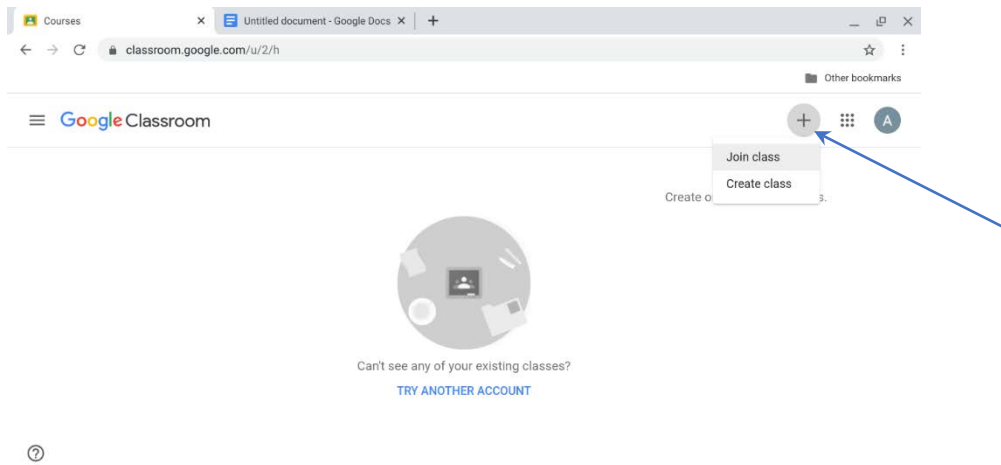 Courses
Untitled document - Google Docs
classroom.google.com/u/2/h
Other bookmarks
Google Classroom
A
Join class
Create class
Create o s.
Can't see any of your existing classes?
TRY ANOTHER ACCOUNT